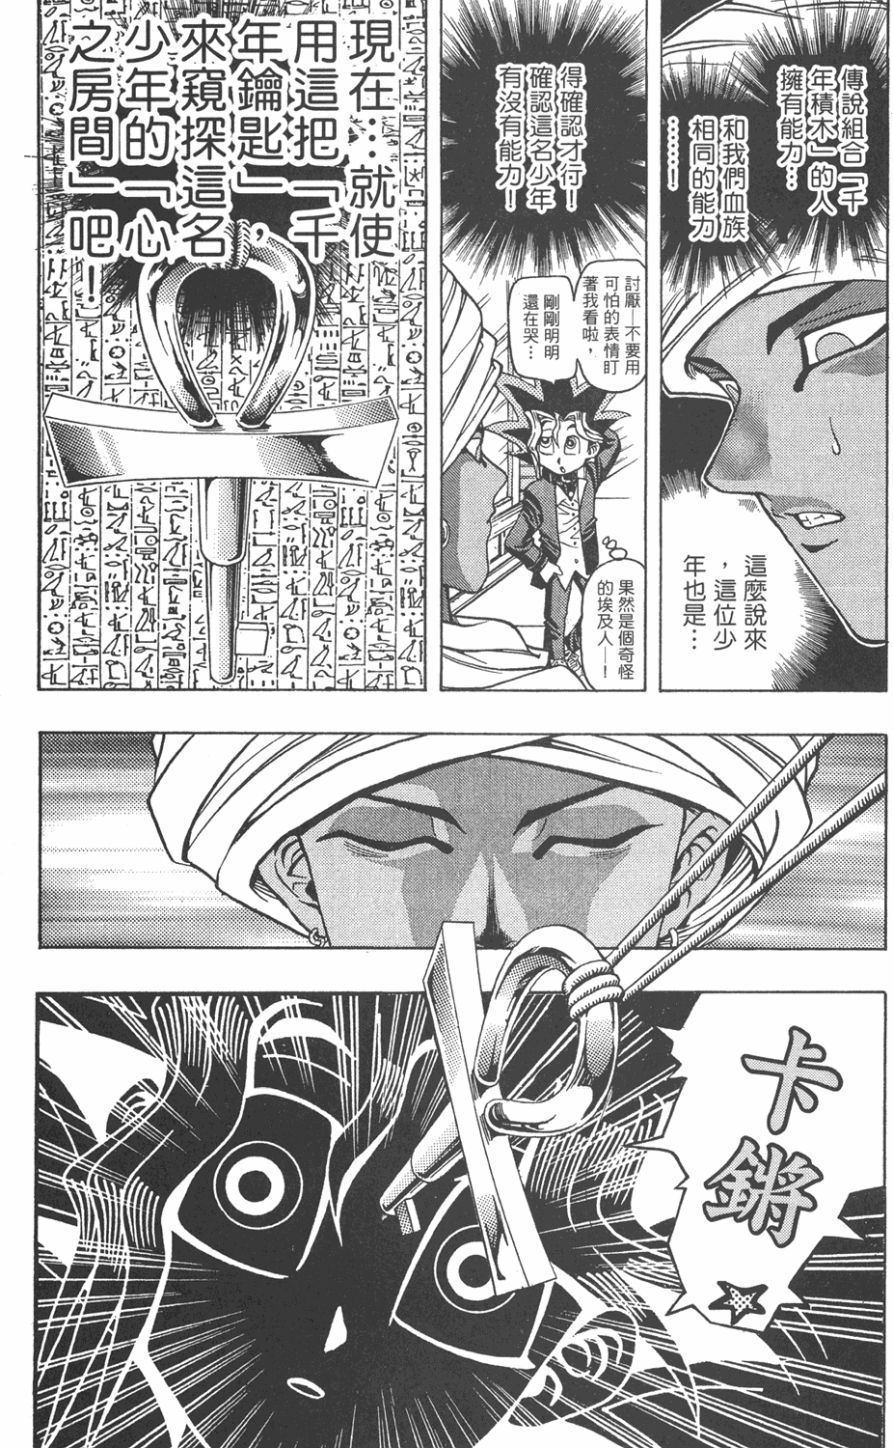 傳說組合「千
年積木」的人
擁有能力…
和我們血族
相同的能力
………！
這麼說來
，這位少
年也是…
得確認才行！
確認這名少年
有沒有能力！
討厭─不要用
可怕的表情盯
著我看啦，
剛剛明明
還在哭…
果然是個奇怪
的埃及人──！
現在…就使
用這把「千
年鑰匙」，
來窺探這名
少年的「心
之房間」吧！
卡
鏘